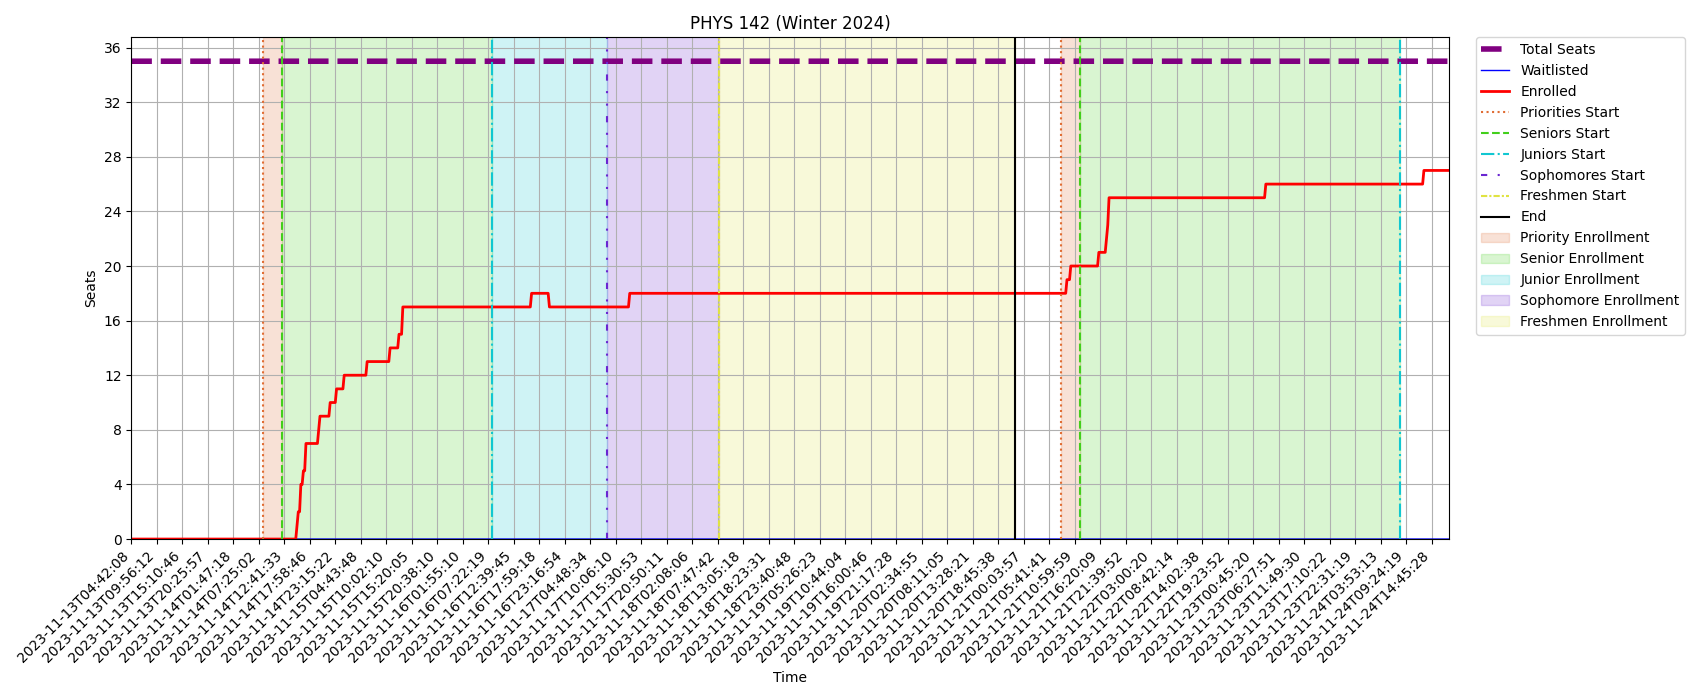 PHYS 142 (Winter 2024)
Seats
36
32
28
24
20
16
12
8
4
0
2023-11-13T04:42:08
2023-11-13T09:56:12
2023-11-13T15:10:46
2023-11-13T20:25:57
2023-11-14T01:47:18
2023-11-14T07:25:02
2023-11-14T12:41:33
2023-11-14T17:58:46
2023-11-14T23:15:22
2023-11-15T04:43:48
2023-11-15T10:02:10
2023-11-15T15:20:05
2023-11-15T20:38:10
2023-11-16T01:55:10
2023-11-16T07:22:19
2023-11-16T12:39:45
2023-11-16T17:59:18
2023-11-16T23:16:54
2023-11-17T04:48:34
2023-11-17T10:06:10
2023-11-17T15:30:53
2023-11-17T20:50:11
2023-11-18T02:08:06
2023-11-18T07:47:42
2023-11-18T13:05:18
2023-11-18T18:23:31
2023-11-18T23:40:48
2023-11-19T05:26:23
2023-11-19T10:44:04
2023-11-19T16:00:46
2023-11-19T21:17:28
2023-11-20T02:34:55
2023-11-20T08:11:05
2023-11-20T13:28:21
2023-11-20T18:45:38
2023-11-21T00:03:57
2023-11-21T05:41:41
2023-11-21T10:59:59
2023-11-21T16:20:09
2023-11-21T21:39:52
2023-11-22T03:00:20
2023-11-22T08:42:14
2023-11-22T14:02:38
2023-11-22T19:23:52
2023-11-23T00:45:20
2023-11-23T06:27:51
2023-11-23T11:49:30
2023-11-23T17:10:22
2023-11-23T22:31:19
2023-11-24T03:53:13
2023-11-24T09:24:19
2023-11-24T14:45:28
Time
Total Seats
Waitlisted
Enrolled
Priorities Start
Seniors Start
Juniors Start
Sophomores Start
Freshmen Start
End
Priority Enrollment
Senior Enrollment
Junior Enrollment
Sophomore Enrollment
Freshmen Enrollment